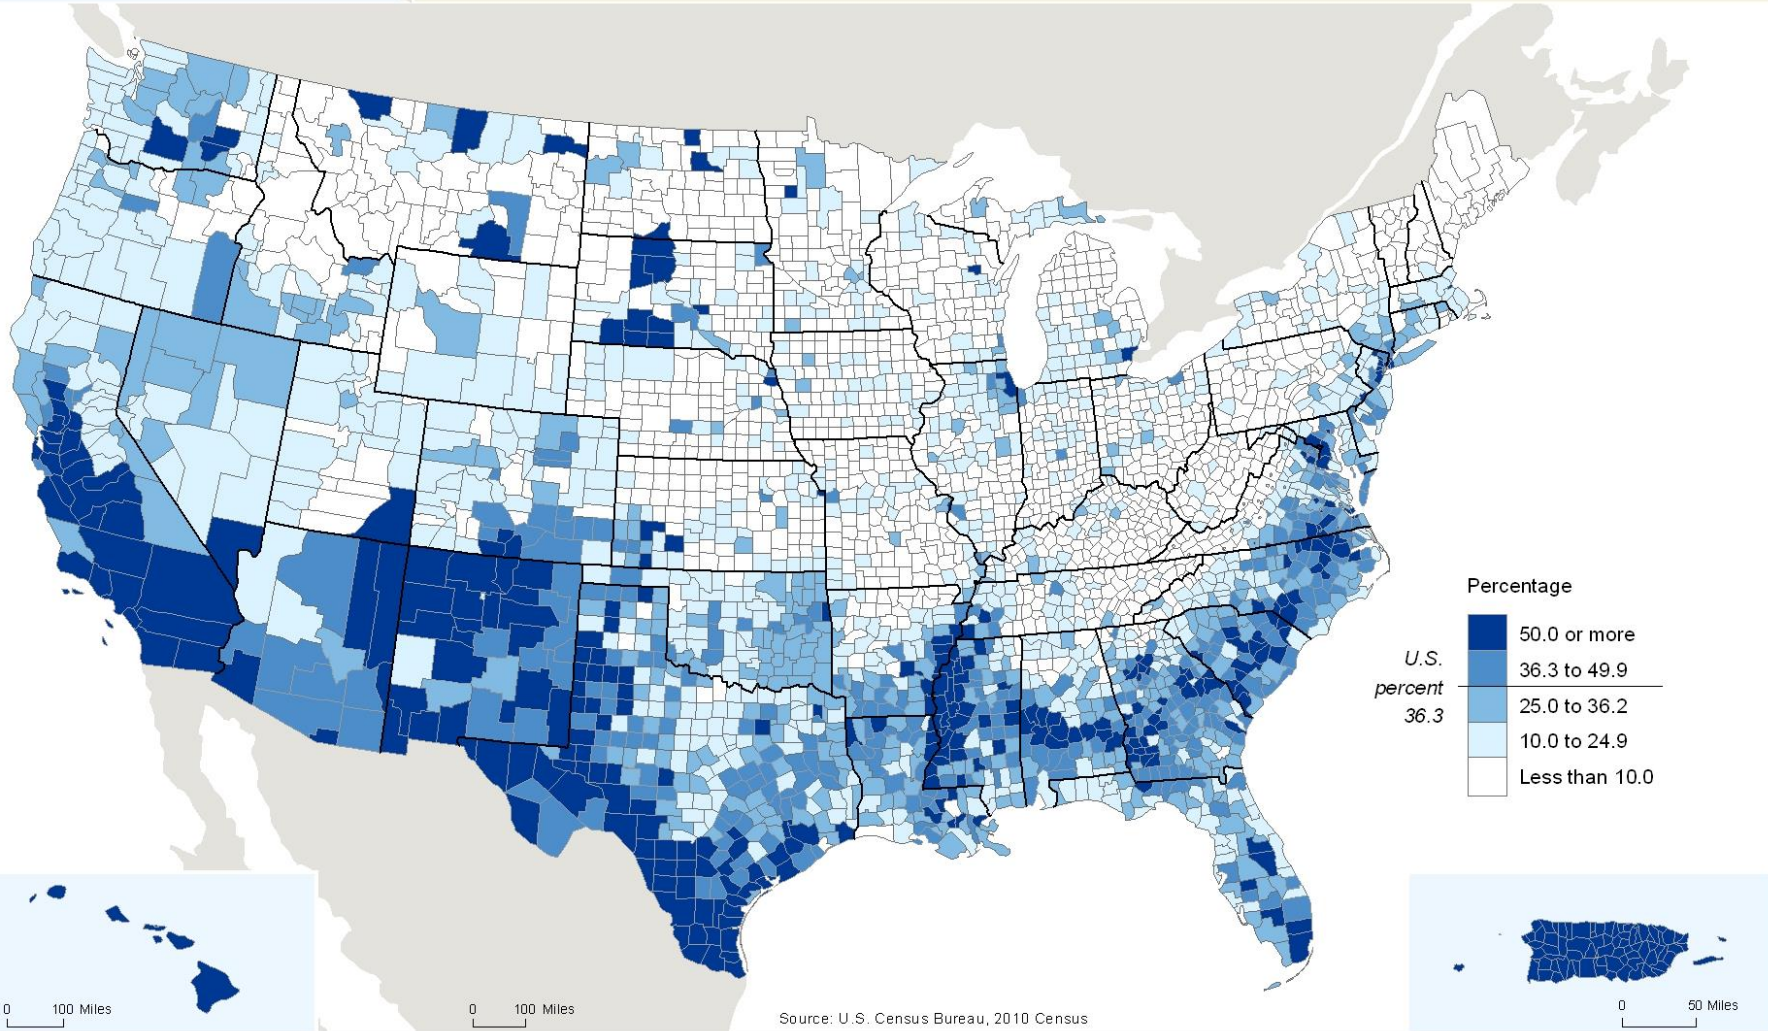 Percentage
50.0 or more
36.3 to 49.9
25.0 to 36.2
10.0 to 24.9
Less than 10.0
U.S.
percent
36.3
0 100 Miles
0 100 Miles
Source: U.S. Census Bureau, 2010 Census
0 50 Miles